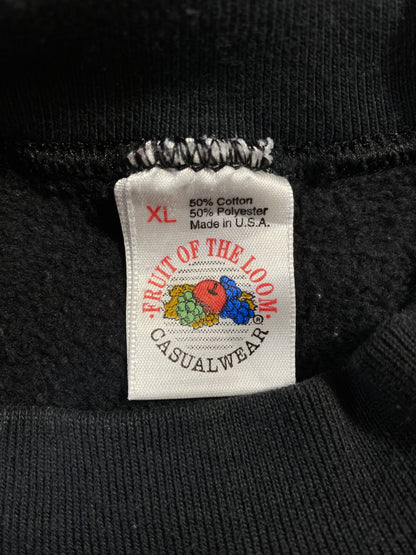 XL
50% Cotton
50% Polyester
Made in U.S.A.
·FRUIT OF THE LOOM·
®
CASUALWEAR